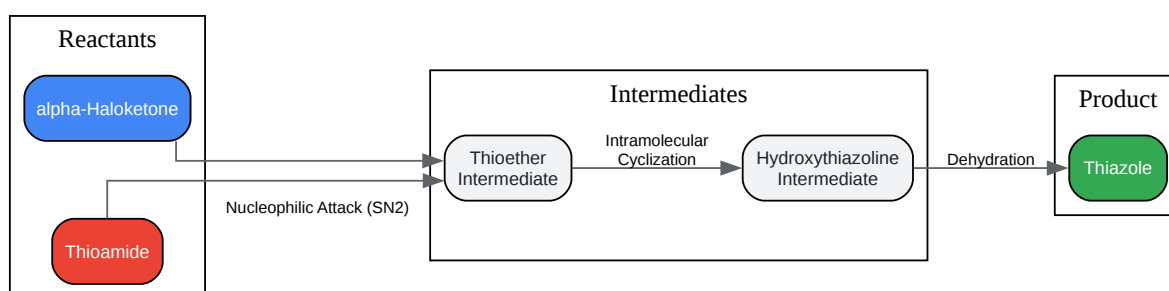 Reactants
alpha-Haloketone
Thioamide
Nucleophilic Attack (SN2)
Intermediates
Thioether
Intermediate
Intramolecular
Cyclization
Hydroxythiazoline
Intermediate
Dehydration
Product
Thiazole